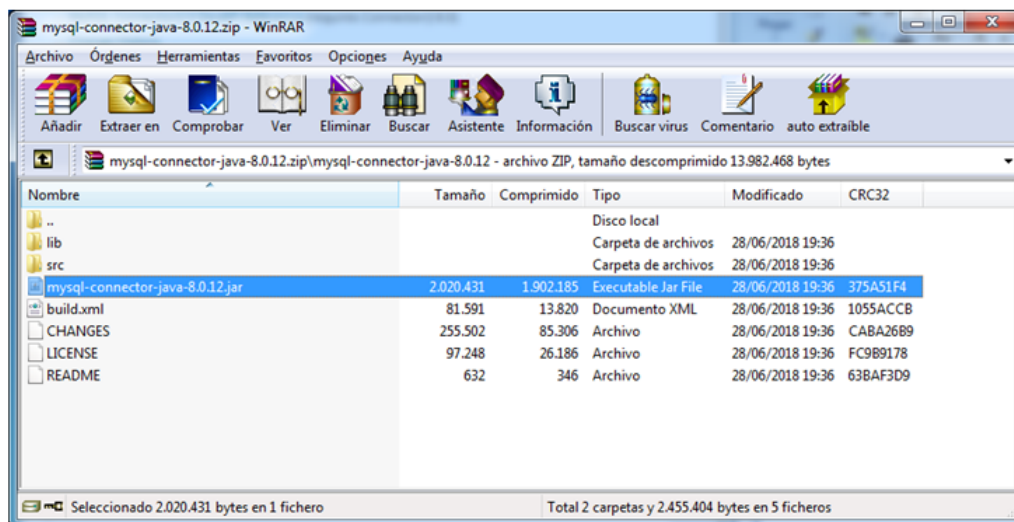 mysql-connector-java-8.0.12.zip - WinRAR
Archivo Órdenes Herramientas Favoritos Opciones Ayuda
Añadir Extraer en Comprobar Ver Eliminar Buscar Asistente Información Buscar virus Comentario auto extraíble
mysql-connector-java-8.0.12.zip\mysql-connector-java-8.0.12 - archivo ZIP, tamaño descomprimido 13.982.468 bytes
Nombre Tamaño Comprimido Tipo Modificado CRC32
.. Disco local
lib Carpeta de archivos 28/06/2018 19:36
src Carpeta de archivos 28/06/2018 19:36
mysql-connector-java-8.0.12.jar 2.020.431 1.902.185 Executable Jar File 28/06/2018 19:36 375A51F4
build.xml 81.591 13.820 Documento XML 28/06/2018 19:36 1055ACCB
CHANGES 255.502 85.306 Archivo 28/06/2018 19:36 CABA26B9
LICENSE 97.248 26.186 Archivo 28/06/2018 19:36 FC9B9178
README 632 346 Archivo 28/06/2018 19:36 63BAF3D9
Seleccionado 2.020.431 bytes en 1 fichero Total 2 carpetas y 2.455.404 bytes en 5 ficheros